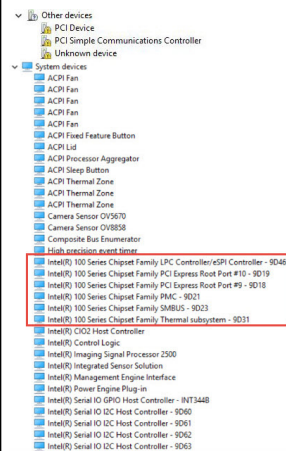 Other devices
PCI Device
PCI Simple Communications Controller
Unknown device
System devices
ACPI Fan
ACPI Fan
ACPI Fan
ACPI Fan
ACPI Fan
ACPI Fixed Feature Button
ACPI Lid
ACPI Processor Aggregator
ACPI Sleep Button
ACPI Thermal Zone
ACPI Thermal Zone
ACPI Thermal Zone
Camera Sensor OV5670
Camera Sensor OV8858
Composite Bus Enumerator
High precision event timer
Intel(R) 100 Series Chipset Family LPC Controller/eSPI Controller - 9D46
Intel(R) 100 Series Chipset Family PCI Express Root Port #10 - 9D19
Intel(R) 100 Series Chipset Family PCI Express Root Port #9 - 9D18
Intel(R) 100 Series Chipset Family PMC - 9D21
Intel(R) 100 Series Chipset Family SMBUS - 9D23
Intel(R) 100 Series Chipset Family Thermal subsystem - 9D31
Intel(R) CIO2 Host Controller
Intel(R) Control Logic
Intel(R) Imaging Signal Processor 2500
Intel(R) Integrated Sensor Solution
Intel(R) Management Engine Interface
Intel(R) Power Engine Plug-in
Intel(R) Serial IO GPIO Host Controller - INT344B
Intel(R) Serial IO I2C Host Controller - 9D60
Intel(R) Serial IO I2C Host Controller - 9D61
Intel(R) Serial IO I2C Host Controller - 9D62
Intel(R) Serial IO I2C Host Controller - 9D63